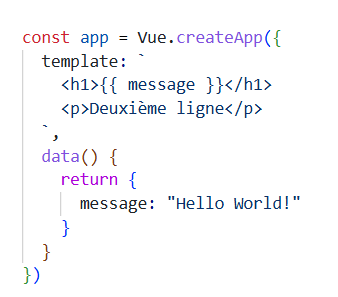 const app = Vue.createApp({
  template: `
    <h1>{{ message }}</h1>
    <p>Deuxième ligne</p>
  `,
  data() {
    return {
      message: "Hello World!"
    }
  }
})